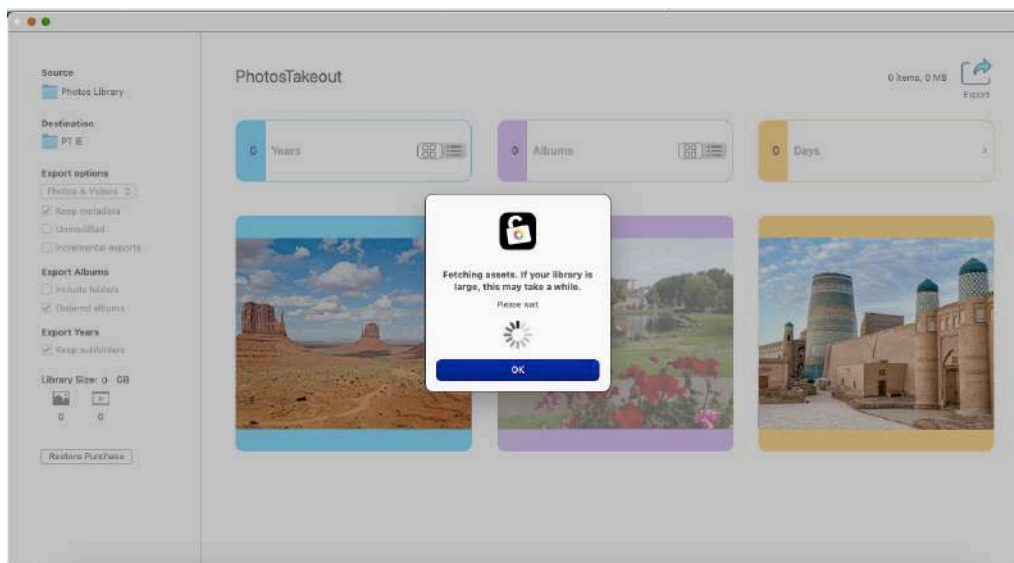 Source
Photos Library
Destination
PT IE
Export options
Photos & Videos
Keep metadata
Unmodified
Incremental exports
Export Albums
Include folders
Ordered albums
Export Years
Keep subfolders
Library Size: 0 GB
0 0
Restore Purchase
PhotosTakeout
0 items, 0 MB
Export
0 Years
0 Albums
0 Days
Fetching assets. If your library is
large, this may take a while.
Please wait
OK